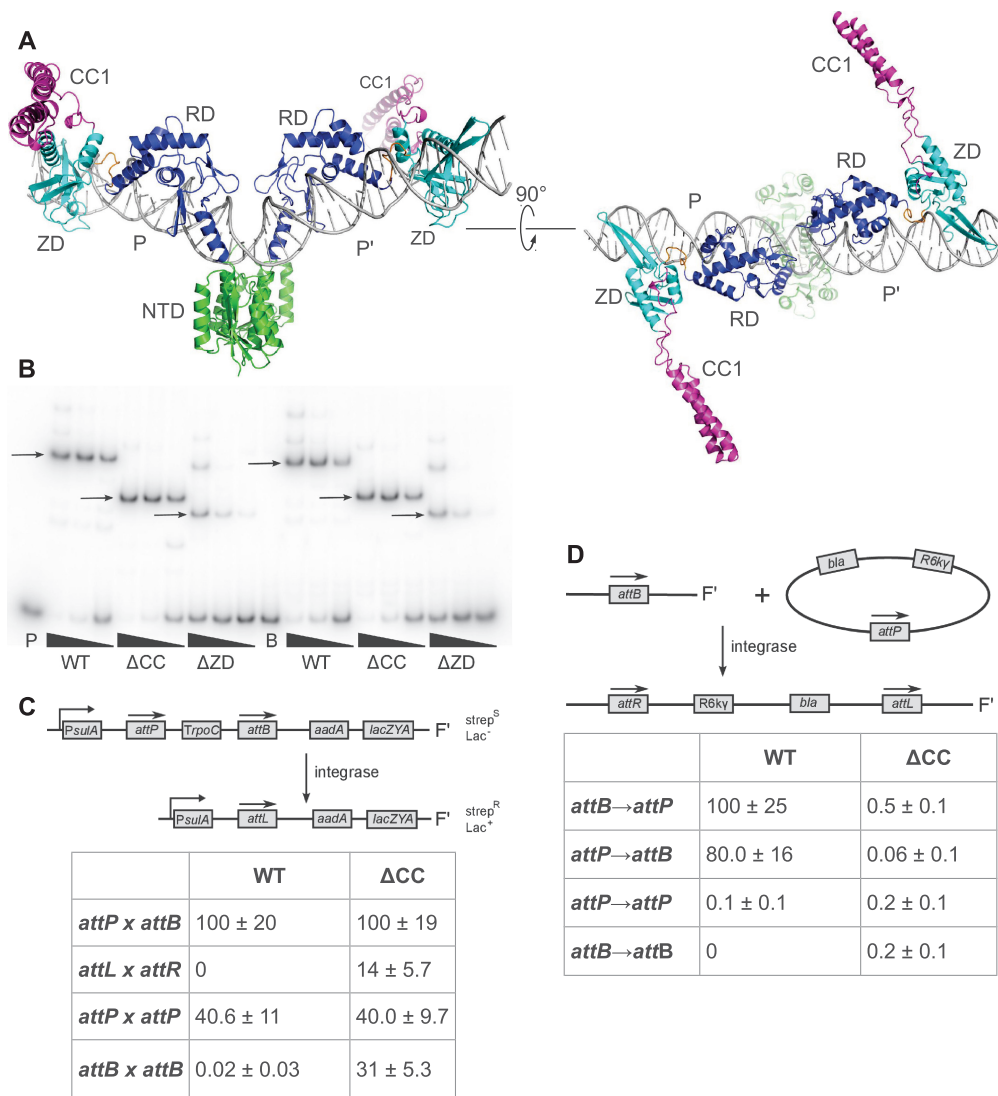 A
CC1
RD
RD
CC1
ZD
P
P'
ZD
NTD
90°
CC1
ZD
RD
P
P'
ZD
RD
CC1
B
P
WT
ΔCC
ΔZD
B
WT
ΔCC
ΔZD
C
PsulA
attP
TrpoC
attB
aadA
lacZYA
F'
strepS
Lac-
integrase
PsulA
attL
aadA
lacZYA
F'
strepR
Lac+
WT ΔCC
attP x attB 100 ± 20 100 ± 19
attL x attR 0 14 ± 5.7
attP x attP 40.6 ± 11 40.0 ± 9.7
attB x attB 0.02 ± 0.03 31 ± 5.3
D
attB
F'
+
bla
R6kγ
attP
integrase
attR
R6kγ
bla
attL
F'
WT ΔCC
attB→attP 100 ± 25 0.5 ± 0.1
attP→attB 80.0 ± 16 0.06 ± 0.1
attP→attP 0.1 ± 0.1 0.2 ± 0.1
attB→attB 0 0.2 ± 0.1